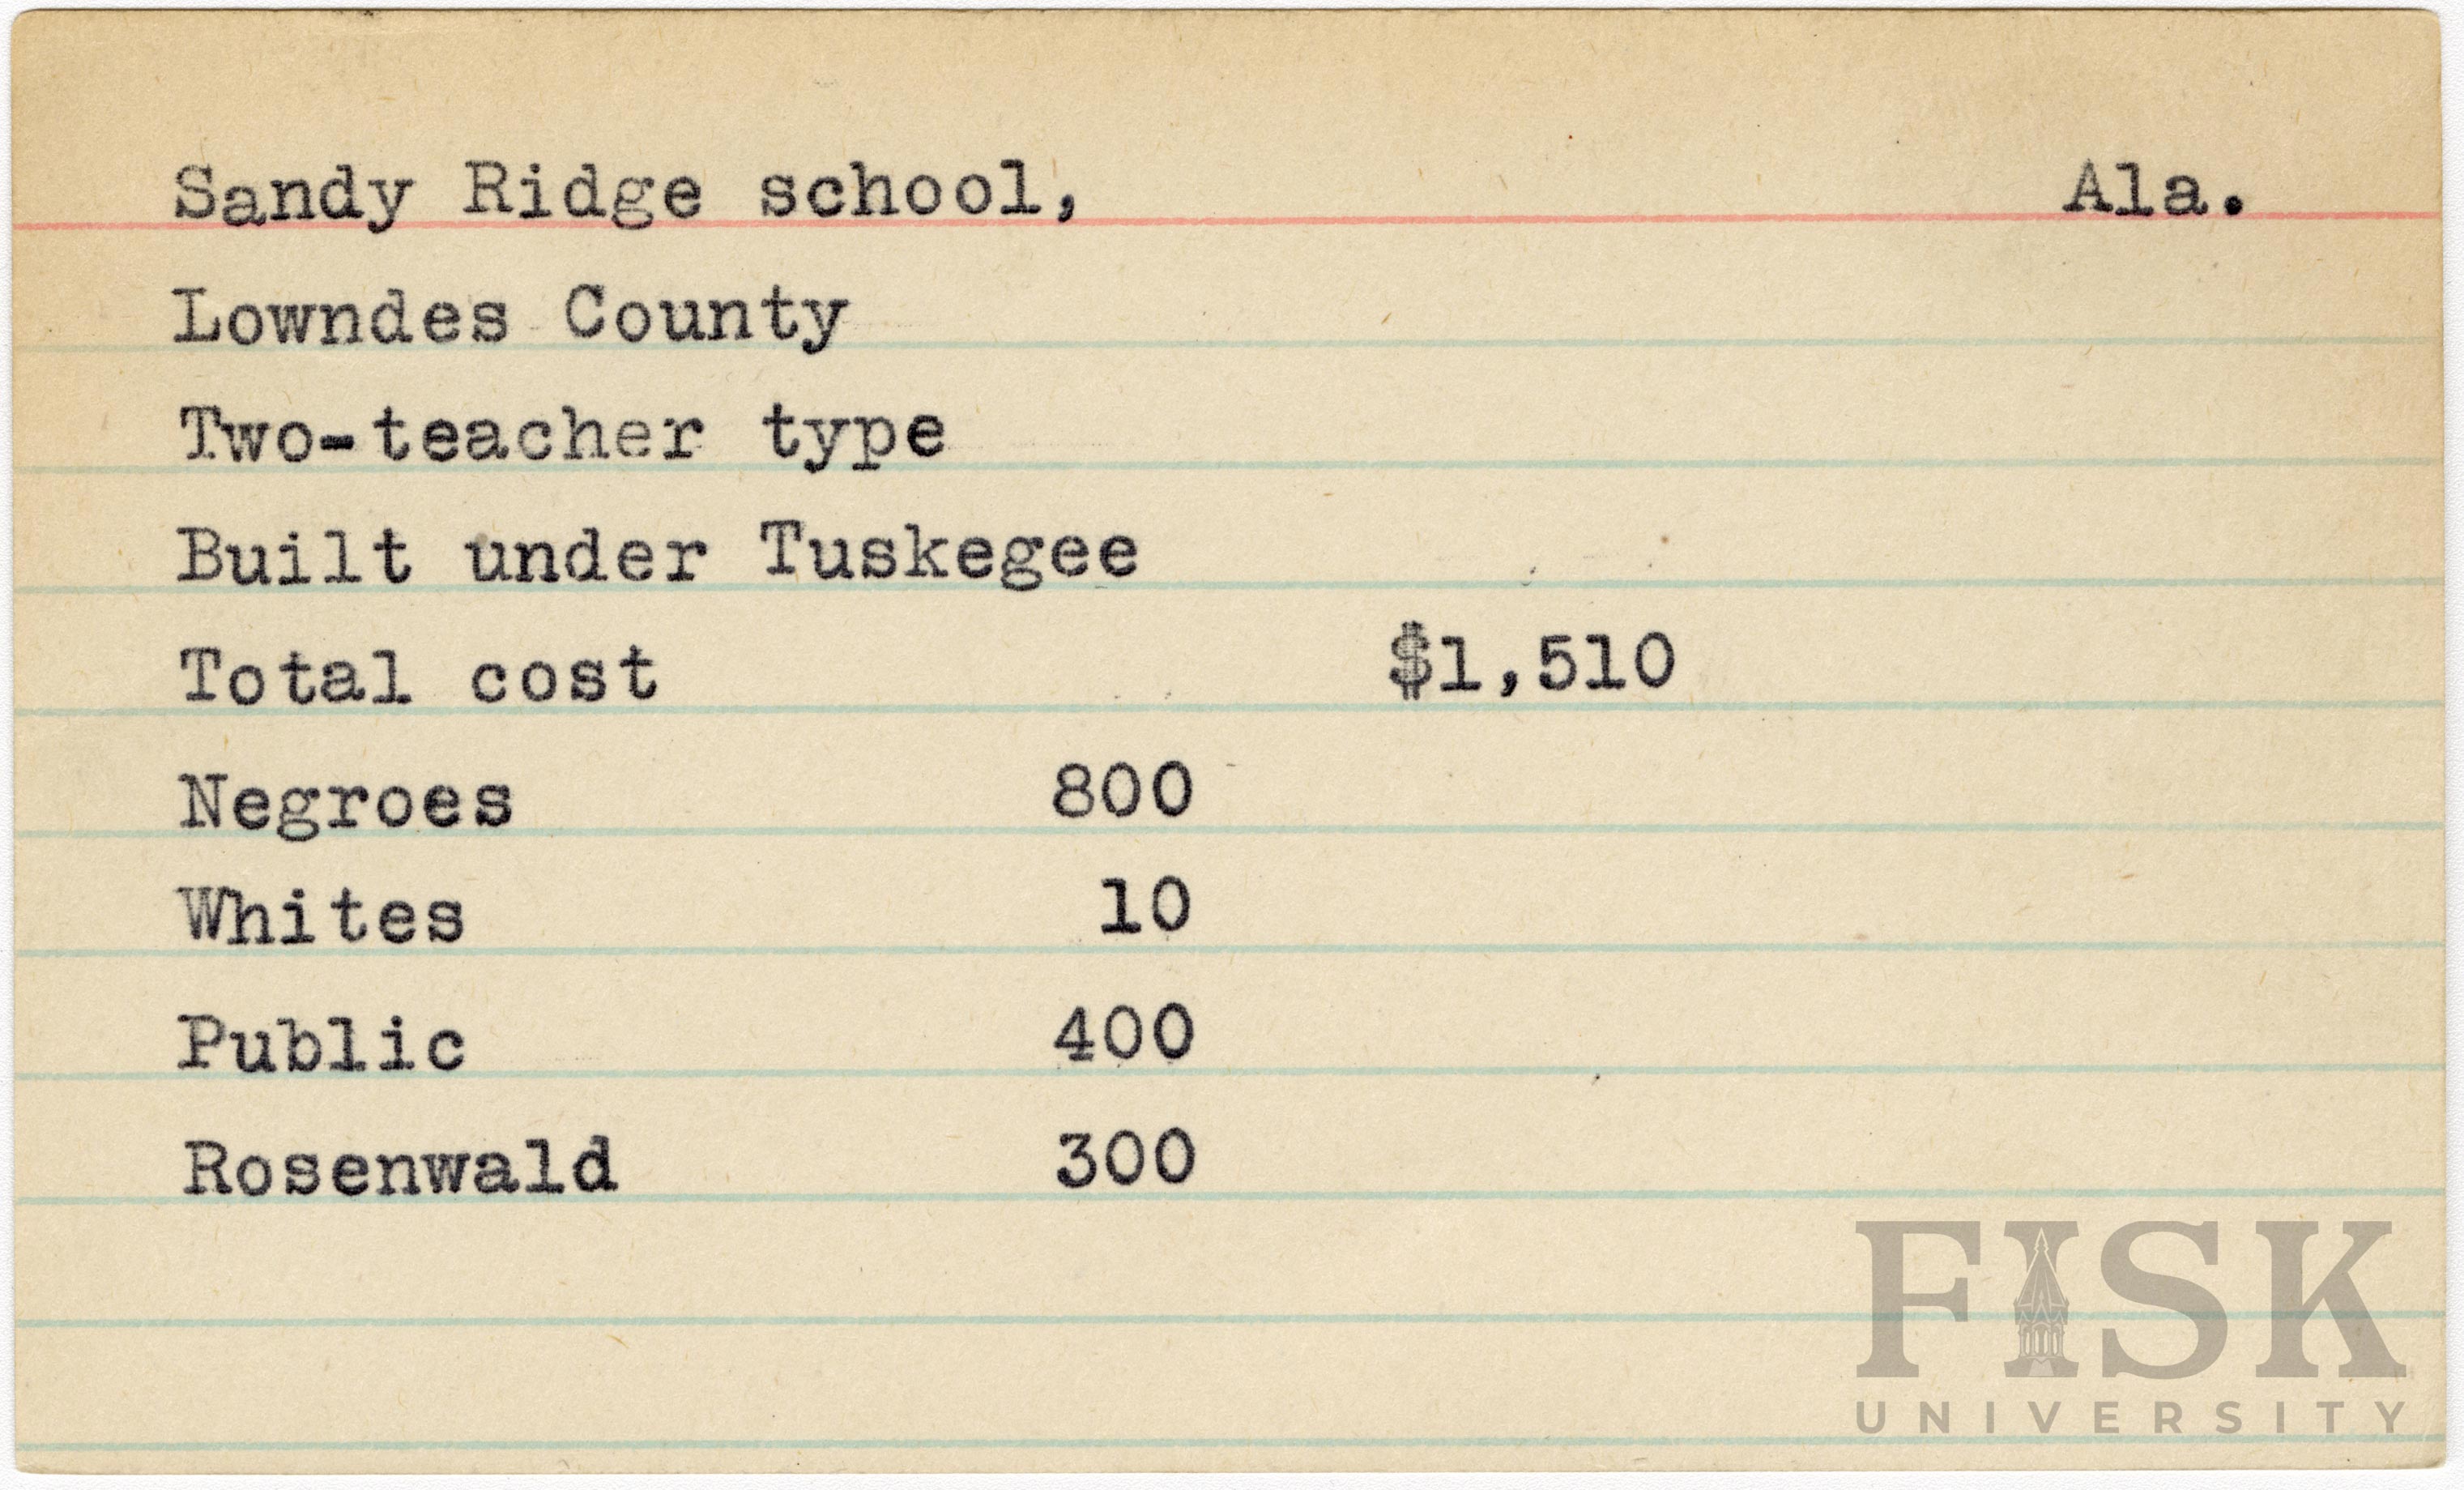 Sandy Ridge school, Ala.
Lowndes County
Two-teacher type
Built under Tuskegee
Total cost $1,510
Negroes 800
Whites 10
Public 400
Rosenwald 300
FISK
UNIVERSITY